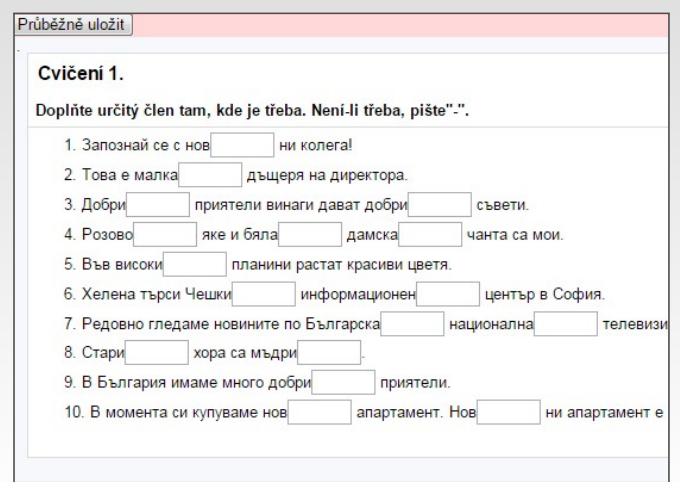 Průběžně uložit
Cvičení 1.
Doplňte určitý člen tam, kde je třeba. Není-li třeba, pište"-".
1. Запознай се с нов ни колега!
2. Това е малка дъщеря на директора.
3. Добри приятели винаги дават добри съвети.
4. Розово яке и бяла дамска чанта са мои.
5. Във високи планини растат красиви цветя.
6. Хелена търси Чешки информационен център в София.
7. Редовно гледаме новините по Българска национална телевизи
8. Стари хора са мъдри .
9. В България имаме много добри приятели.
10. В момента си купуваме нов апартамент. Нов ни апартамент е